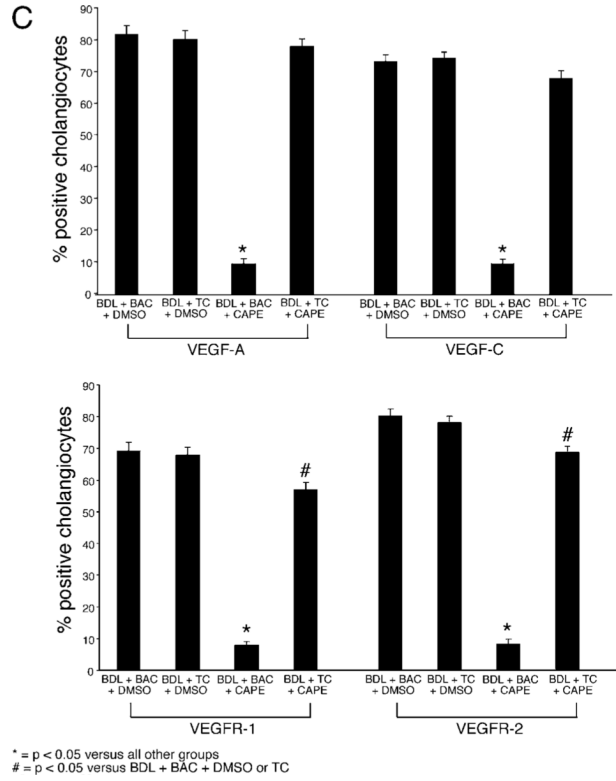 C
% positive cholangiocytes
90
80
70
60
50
40
30
20
10
0
*
*
BDL + BAC + DMSO
BDL + TC + DMSO
BDL + BAC + CAPE
BDL + TC + CAPE
BDL + BAC + DMSO
BDL + TC + DMSO
BDL + BAC + CAPE
BDL + TC + CAPE
VEGF-A
VEGF-C
% positive cholangiocytes
90
80
70
60
50
40
30
20
10
0
*
#
*
#
BDL + BAC + DMSO
BDL + TC + DMSO
BDL + BAC + CAPE
BDL + TC + CAPE
BDL + BAC + DMSO
BDL + TC + DMSO
BDL + BAC + CAPE
BDL + TC + CAPE
VEGFR-1
VEGFR-2
* = p < 0.05 versus all other groups
# = p < 0.05 versus BDL + BAC + DMSO or TC